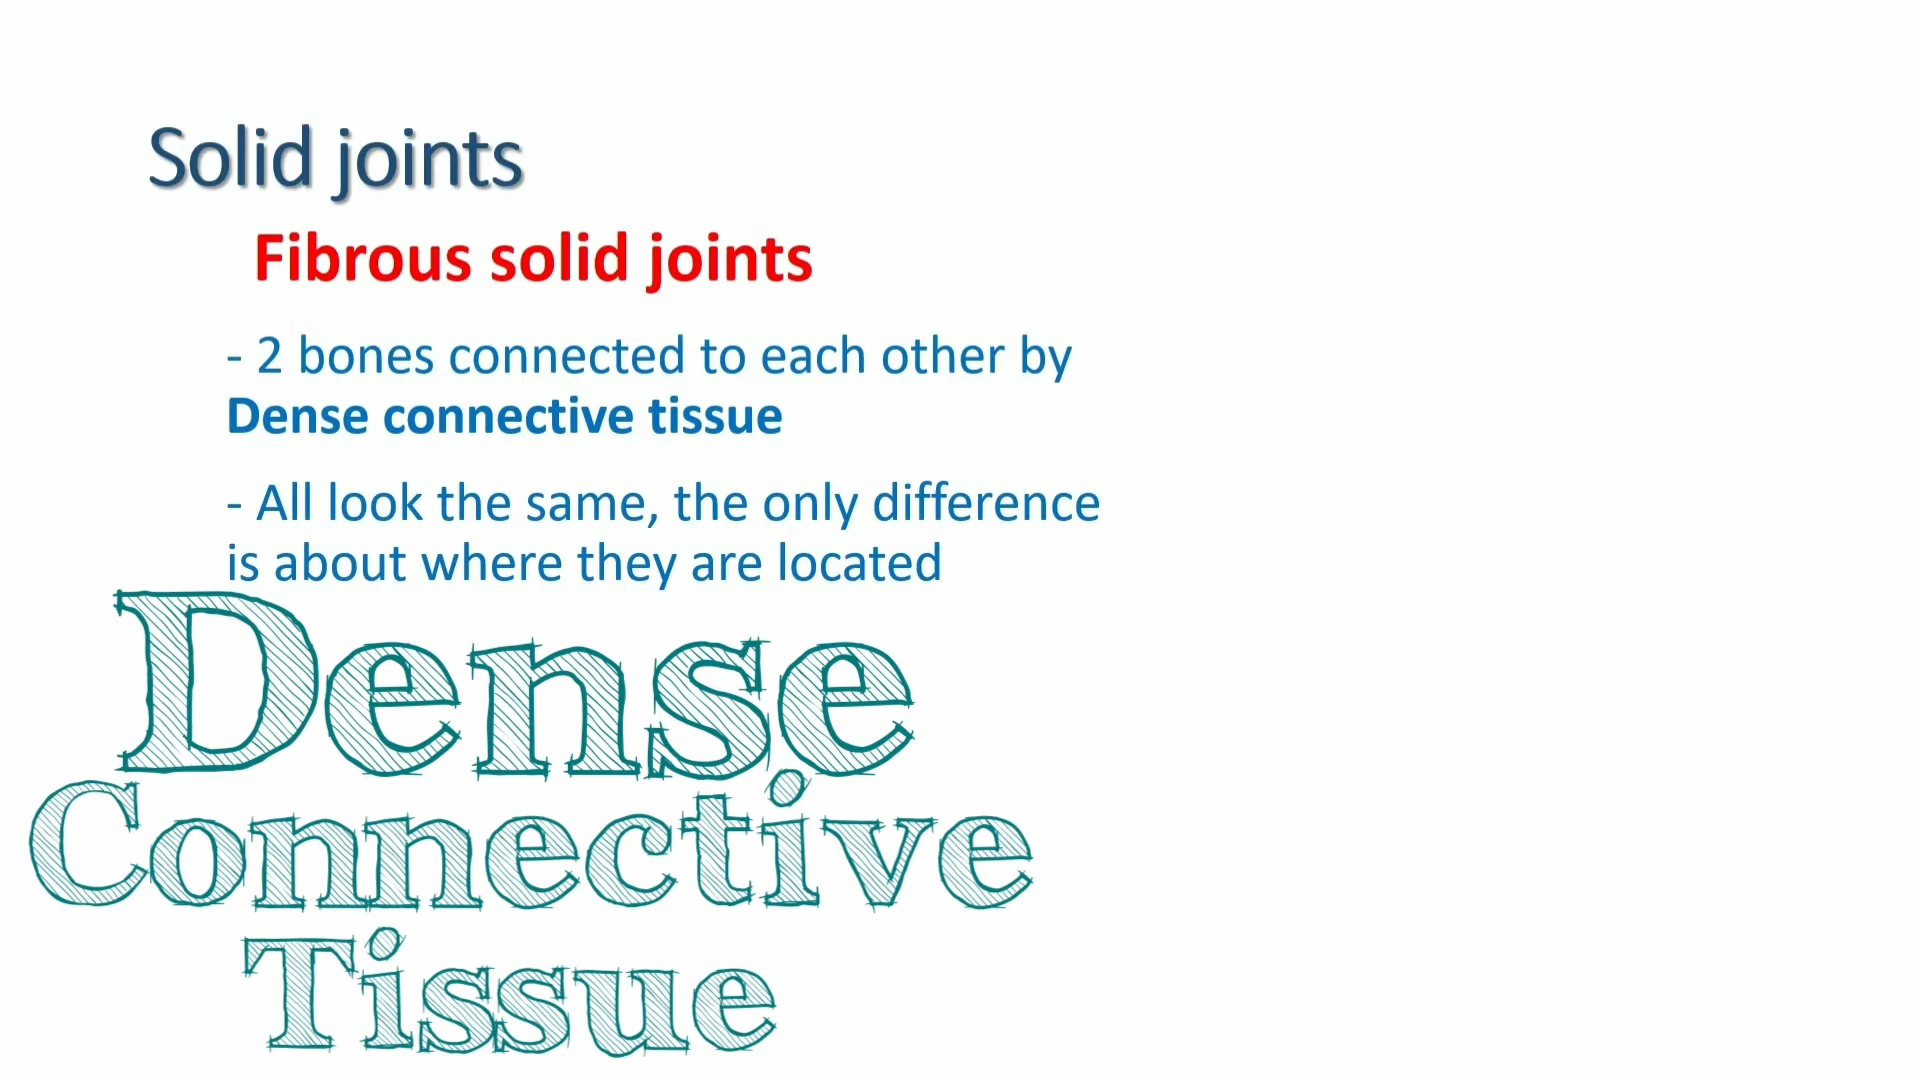 Solid joints
Fibrous solid joints
- 2 bones connected to each other by
Dense connective tissue
- All look the same, the only difference
is about where they are located
Dense
Connective
Tissue